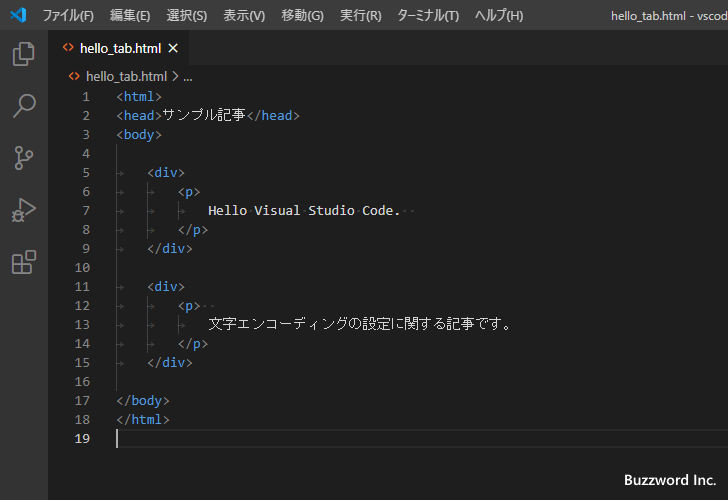 ファイル(F) 編集(E) 選択(S) 表示(V) 移動(G) 実行(R) ターミナル(T) ヘルプ(H) hello_tab.html - vscod
hello_tab.html ×
hello_tab.html > ...
1 <html>
2 <head>サンプル記事</head>
3 <body>
4
5 <div>
6 <p>
7 Hello Visual Studio Code.
8 </p>
9 </div>
10
11 <div>
12 <p>
13 文字エンコーディングの設定に関する記事です。
14 </p>
15 </div>
16
17 </body>
18 </html>
19
Buzzword Inc.